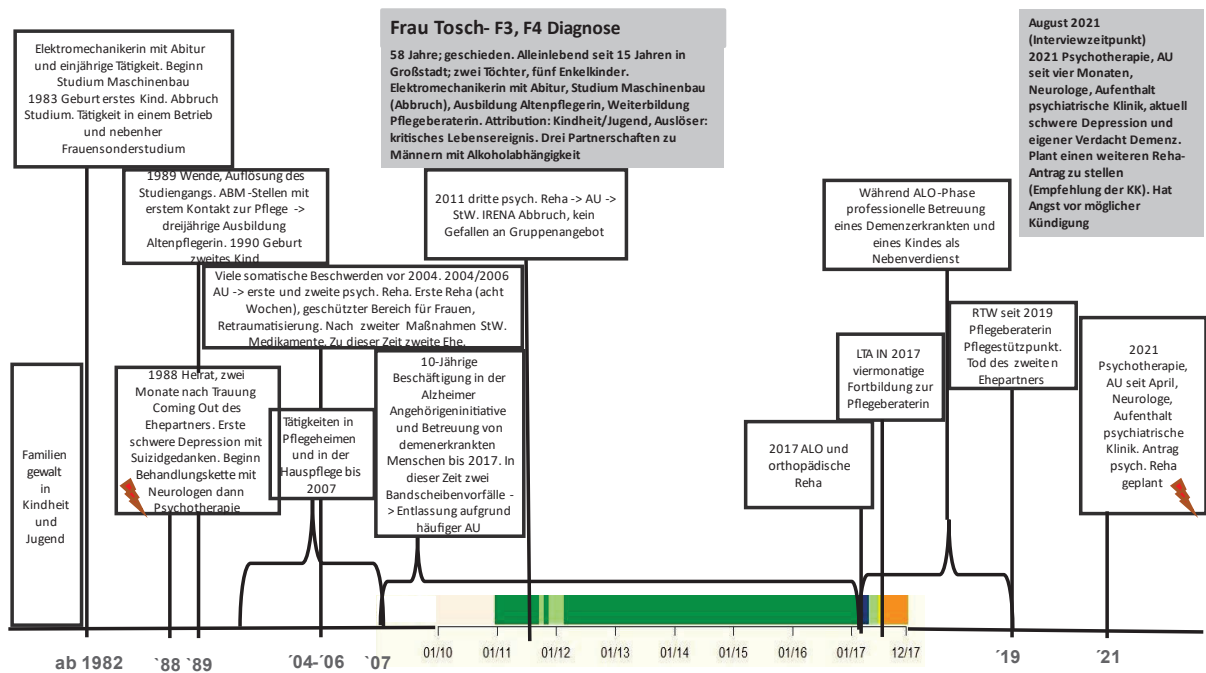 Frau Tosch- F3, F4 Diagnose
58 Jahre; geschieden. Alleinlebend seit 15 Jahren in
Großstadt; zwei Töchter, fünf Enkelkinder.
Elektromechanikerin mit Abitur, Studium Maschinenbau
(Abbruch), Ausbildung Altenpflegerin, Weiterbildung
Pflegeberaterin. Attribution: Kindheit/Jugend, Auslöser:
kritisches Lebensereignis. Drei Partnerschaften zu
Männern mit Alkoholabhängigkeit
August 2021
(Interviewzeitpunkt)
2021 Psychotherapie, AU
seit vier Monaten,
Neurologe, Aufenthalt
psychiatrische Klinik, aktuell
schwere Depression und
eigener Verdacht Demenz.
Plant einen weiteren Reha-
Antrag zu stellen
(Empfehlung der KK). Hat
Angst vor möglicher
Kündigung
Elektromechanikerin mit Abitur
und einjährige Tätigkeit. Beginn
Studium Maschinenbau
1983 Geburt erstes Kind. Abbruch
Studium. Tätigkeit in einem Betrieb
und nebenher
Frauensonderstudium
1989 Wende, Auflösung des
Studiengangs. ABM -Stellen mit
erstem Kontakt zur Pflege ->
dreijährige Ausbildung
Altenpflegerin. 1990 Geburt
zweites Kind
2011 dritte psych. Reha -> AU ->
StW. IRENA Abbruch, kein
Gefallen an Gruppenangebot
Während ALO-Phase
professionelle Betreuung
eines Demenzerkrankten und
eines Kindes als
Nebenverdienst
Viele somatische Beschwerden vor 2004. 2004/2006
AU -> erste und zweite psych. Reha. Erste Reha (acht
Wochen), geschützter Bereich für Frauen,
Retraumatisierung. Nach zweiter Maßnahmen StW.
Medikamente. Zu dieser Zeit zweite Ehe.
RTW seit 2019
Pflegeberaterin
Pflegestützpunkt.
Tod des zweiten
Ehepartners
Familien
gewalt
in
Kindheit
und
Jugend
1988 Heirat, zwei
Monate nach Trauung
Coming Out des
Ehepartners. Erste
schwere Depression mit
Suizidgedanken. Beginn
Behandlungskette mit
Neurologen dann
Psychotherapie
Tätigkeiten in
Pflegeheimen
und in der
Hauspflege bis
2007
10-Jährige
Beschäftigung in der
Alzheimer
Angehörigeninitiative
und Betreuung von
demenerkrankten
Menschen bis 2017. In
dieser Zeit zwei
Bandscheibenvorfälle -
> Entlassung aufgrund
häufiger AU
2017 ALO und
orthopädische
Reha
LTA IN 2017
viermonatige
Fortbildung zur
Pflegeberaterin
2021
Psychotherapie,
AU seit April,
Neurologe,
Aufenthalt
psychiatrische
Klinik. Antrag
psych. Reha
geplant
01/10 01/11 01/12 01/13 01/14 01/15 01/16 01/17 12/17
ab 1982 `88 `89 ´04-´06 `07 ´19 ´21